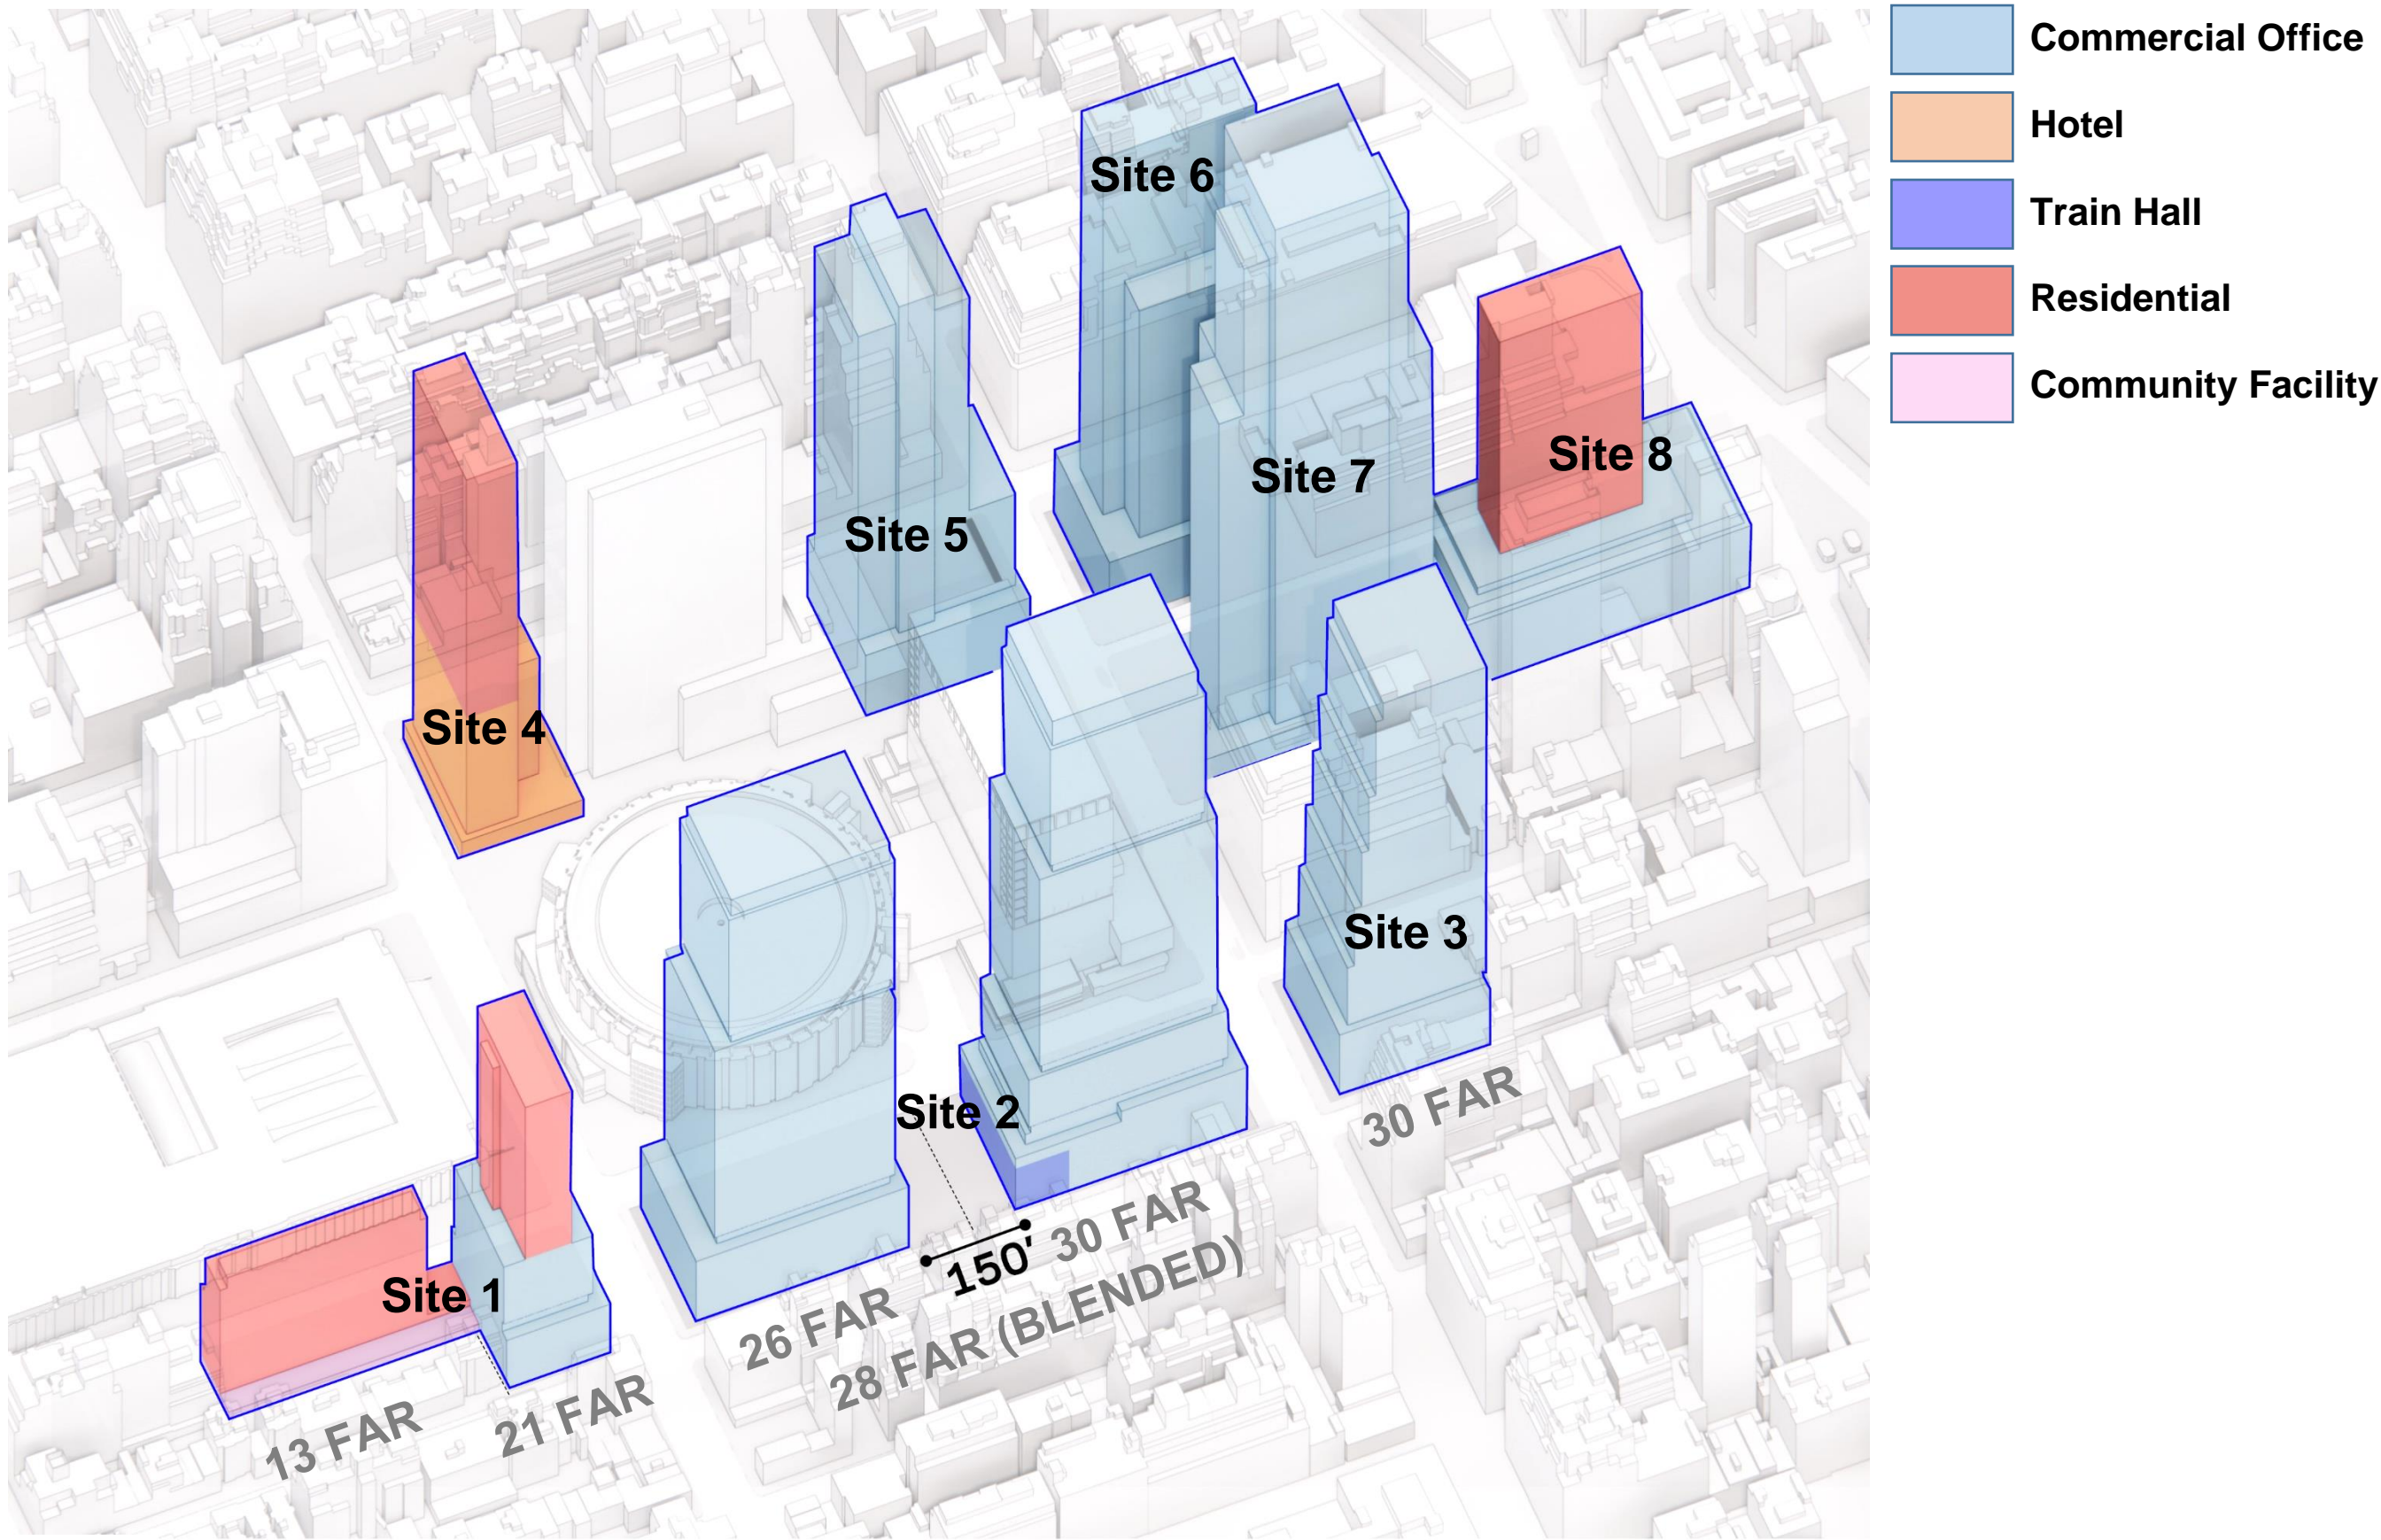 Commercial Office
Hotel
Train Hall
Residential
Community Facility
Site 6
Site 8
Site 7
Site 5
Site 4
Site 3
Site 2
30 FAR
Site 1
150'
30 FAR
26 FAR
28 FAR (BLENDED)
13 FAR
21 FAR